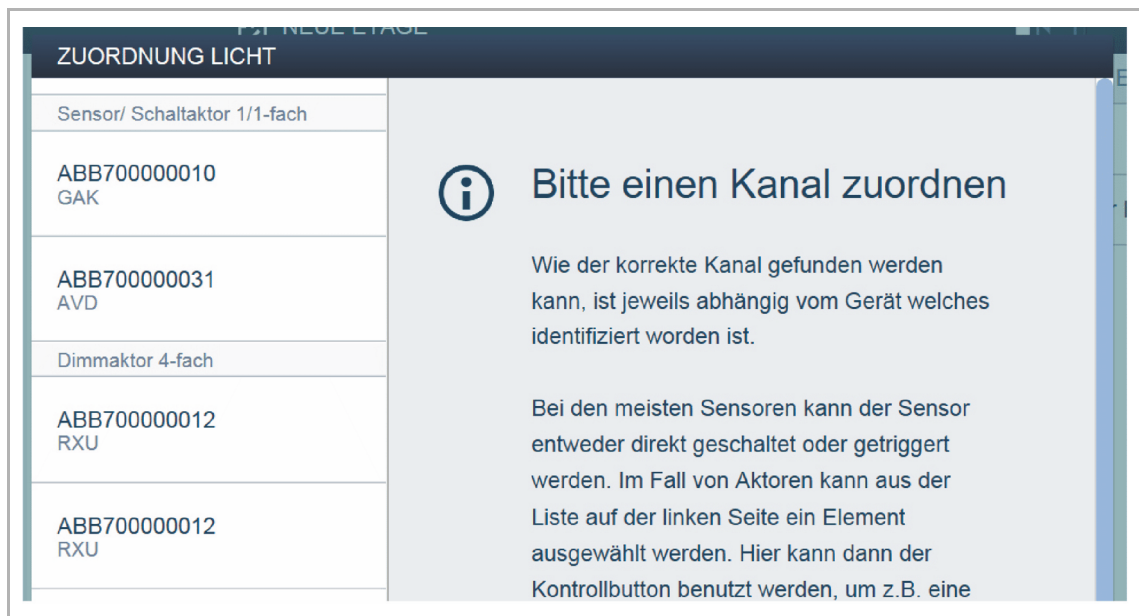 NEUE ETAGE
ZUORDNUNG LICHT
Sensor/ Schaltaktor 1/1-fach
ABB700000010
GAK
ABB700000031
AVD
Dimmaktor 4-fach
ABB700000012
RXU
ABB700000012
RXU
Bitte einen Kanal zuordnen
Wie der korrekte Kanal gefunden werden
kann, ist jeweils abhängig vom Gerät welches
identifiziert worden ist.
Bei den meisten Sensoren kann der Sensor
entweder direkt geschaltet oder getriggert
werden. Im Fall von Aktoren kann aus der
Liste auf der linken Seite ein Element
ausgewählt werden. Hier kann dann der
Kontrollbutton benutzt werden, um z.B. eine